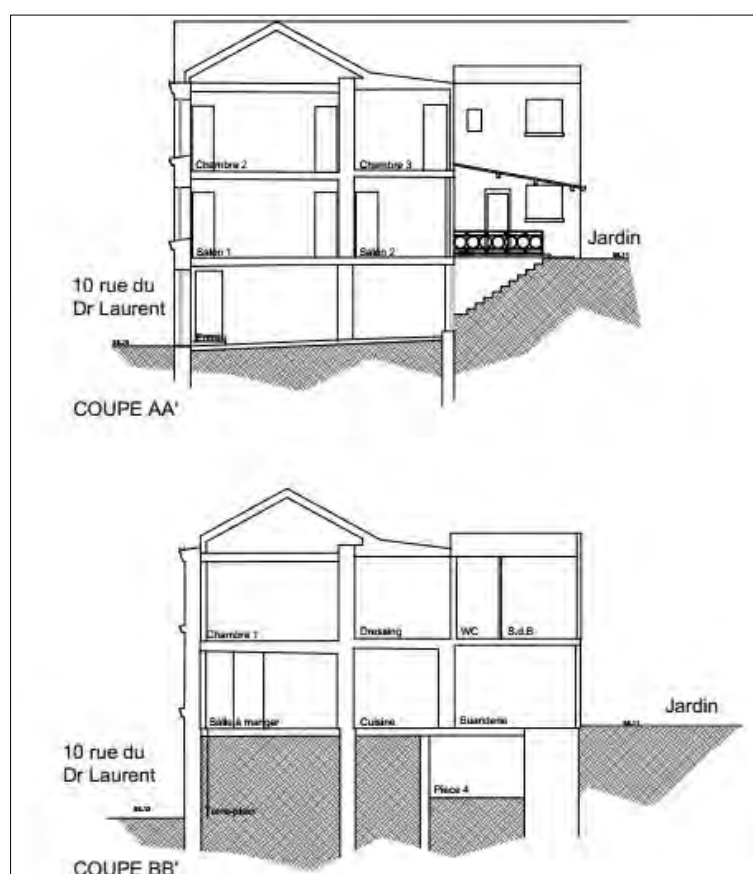 Chambre 2
Chambre 3
Salon 1
Salon 2
Jardin
10 rue du
Dr Laurent
COUPE AA'
Chambre 1
Dressing
WC
S.d.B
Salle à manger
Cuisine
Buanderie
Jardin
10 rue du
Dr Laurent
Pièce 4
Terre-plein
COUPE BB'